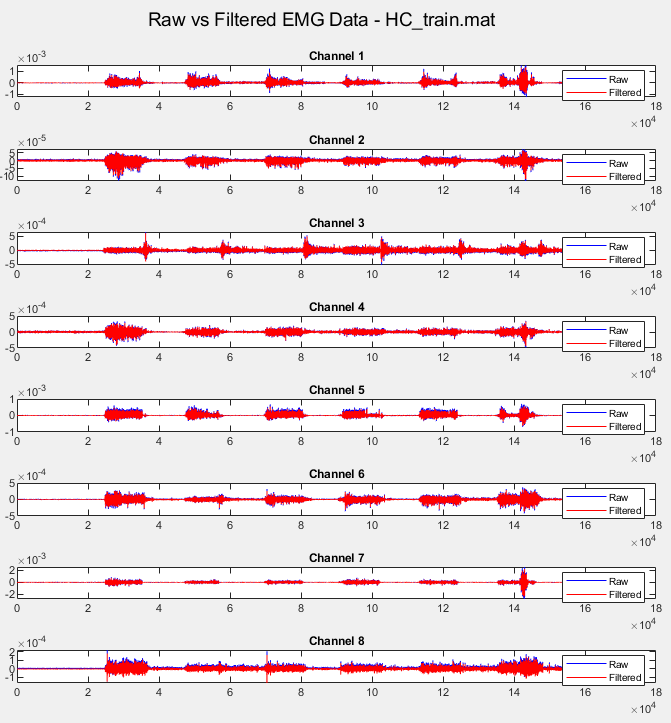 Raw vs Filtered EMG Data - HC_train.mat
×10⁻³
Channel 1
1
0
-1
Raw
Filtered
0 2 4 6 8 10 12 14 16 18
×10⁴
×10⁻⁵
Channel 2
5
0
-5
-10
Raw
Filtered
0 2 4 6 8 10 12 14 16 18
×10⁴
×10⁻⁴
Channel 3
5
0
-5
Raw
Filtered
0 2 4 6 8 10 12 14 16 18
×10⁴
×10⁻⁴
Channel 4
5
0
-5
Raw
Filtered
0 2 4 6 8 10 12 14 16 18
×10⁴
×10⁻³
Channel 5
1
0
-1
Raw
Filtered
0 2 4 6 8 10 12 14 16 18
×10⁴
×10⁻⁴
Channel 6
5
0
-5
Raw
Filtered
0 2 4 6 8 10 12 14 16 18
×10⁴
×10⁻³
Channel 7
2
0
-2
Raw
Filtered
0 2 4 6 8 10 12 14 16 18
×10⁴
×10⁻⁴
Channel 8
2
1
0
-1
Raw
Filtered
0 2 4 6 8 10 12 14 16 18
×10⁴